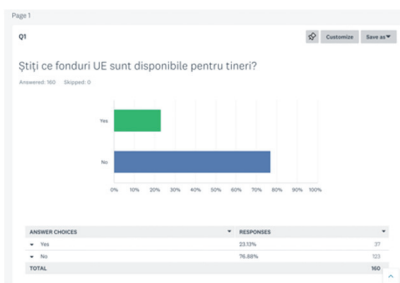 Page 1
Q1
Customize Save as
Știți ce fonduri UE sunt disponibile pentru tineri?
Answered: 160 Skipped: 0
Yes
No
0% 10% 20% 30% 40% 50% 60% 70% 80% 90% 100%
ANSWER CHOICES RESPONSES
Yes 23.13% 37
No 76.88% 123
TOTAL 160